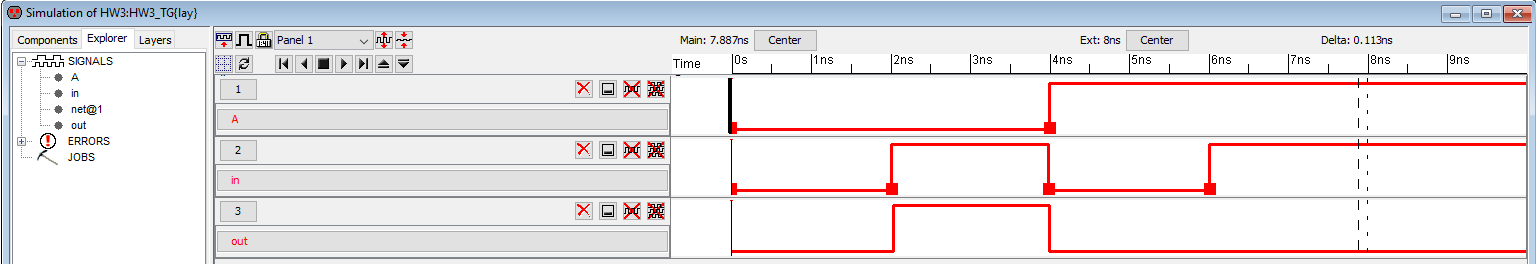 Simulation of HW3:HW3_TG{lay}
Components Explorer Layers
SIGNALS
A
in
net@1
out
ERRORS
JOBS
Panel 1
Main: 7.887ns Center Ext: 8ns Center Delta: 0.113ns
Time 0s 1ns 2ns 3ns 4ns 5ns 6ns 7ns 8ns 9ns
1
A
2
in
3
out